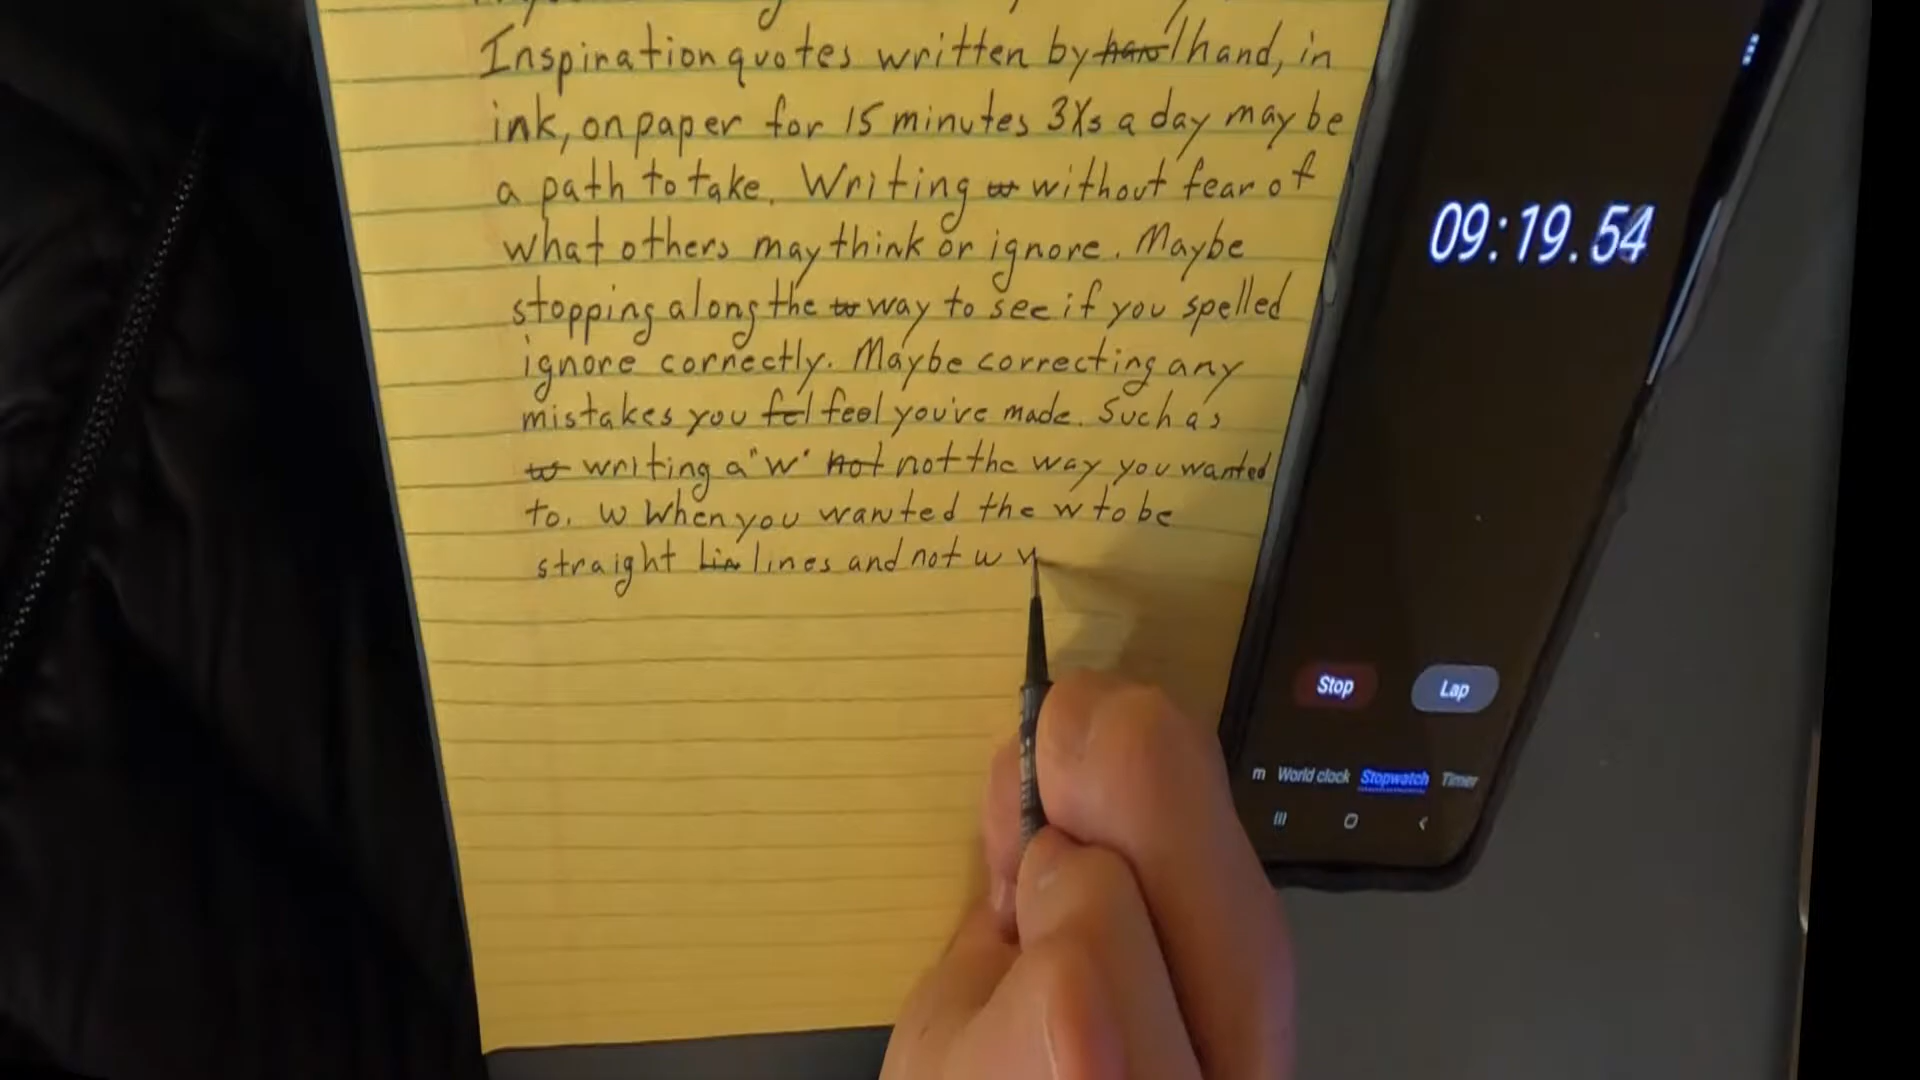 Inspiration quotes written by han hand, in
ink, on paper for 15 minutes 3Xs a day may be
a path to take. Writing w without fear of
what others may think or ignore. Maybe
stopping along the w way to see if you spelled
ignore correctly. Maybe correcting any
mistakes you fel feel you've made. Such as
w writing a "w" not not the way you wanted
to. w When you wanted the w to be
straight Lin lines and not w
09:19.54
Stop Lap
m World clock Stopwatch Timer